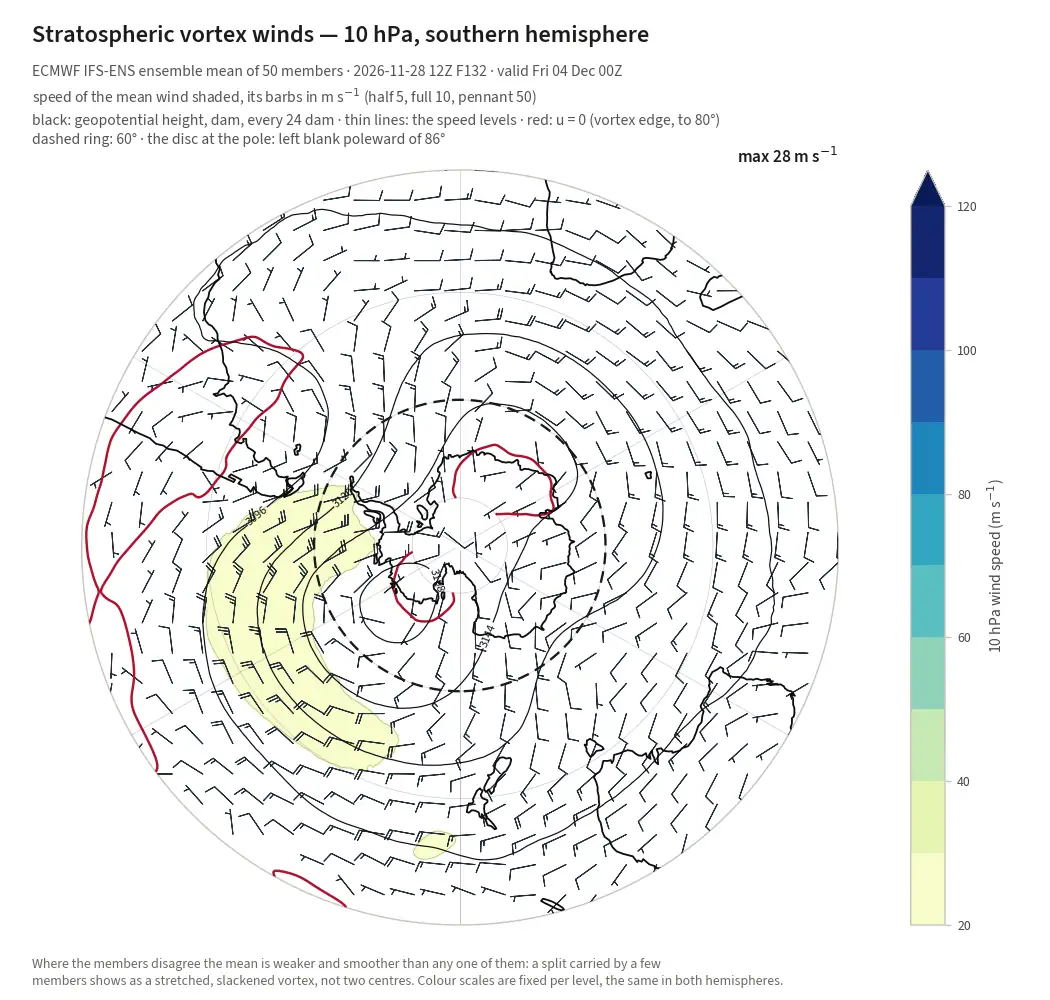 Stratospheric vortex winds — 10 hPa, southern hemisphere
ECMWF IFS-ENS ensemble mean of 50 members · 2026-11-28 12Z F132 · valid Fri 04 Dec 00Z
speed of the mean wind shaded, its barbs in m s⁻¹ (half 5, full 10, pennant 50)
black: geopotential height, dam, every 24 dam · thin lines: the speed levels · red: u = 0 (vortex edge, to 80°)
dashed ring: 60° · the disc at the pole: left blank poleward of 86°
max 28 m s⁻¹
120
100
80
60
40
20
10 hPa wind speed (m s⁻¹)
3096
3144
Where the members disagree the mean is weaker and smoother than any one of them: a split carried by a few
members shows as a stretched, slackened vortex, not two centres. Colour scales are fixed per level, the same in both hemispheres.